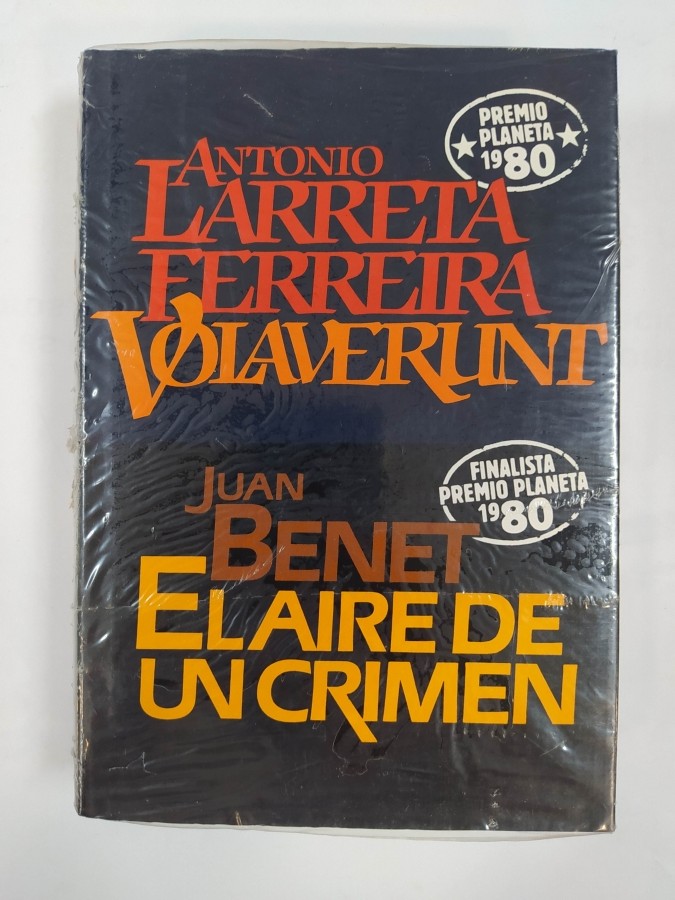 PREMIO
PLANETA
1980
ANTONIO
LARRETA
FERREIRA
VOLAVERUNT
FINALISTA
PREMIO PLANETA
1980
JUAN
BENET
EL AIRE DE
UN CRIMEN